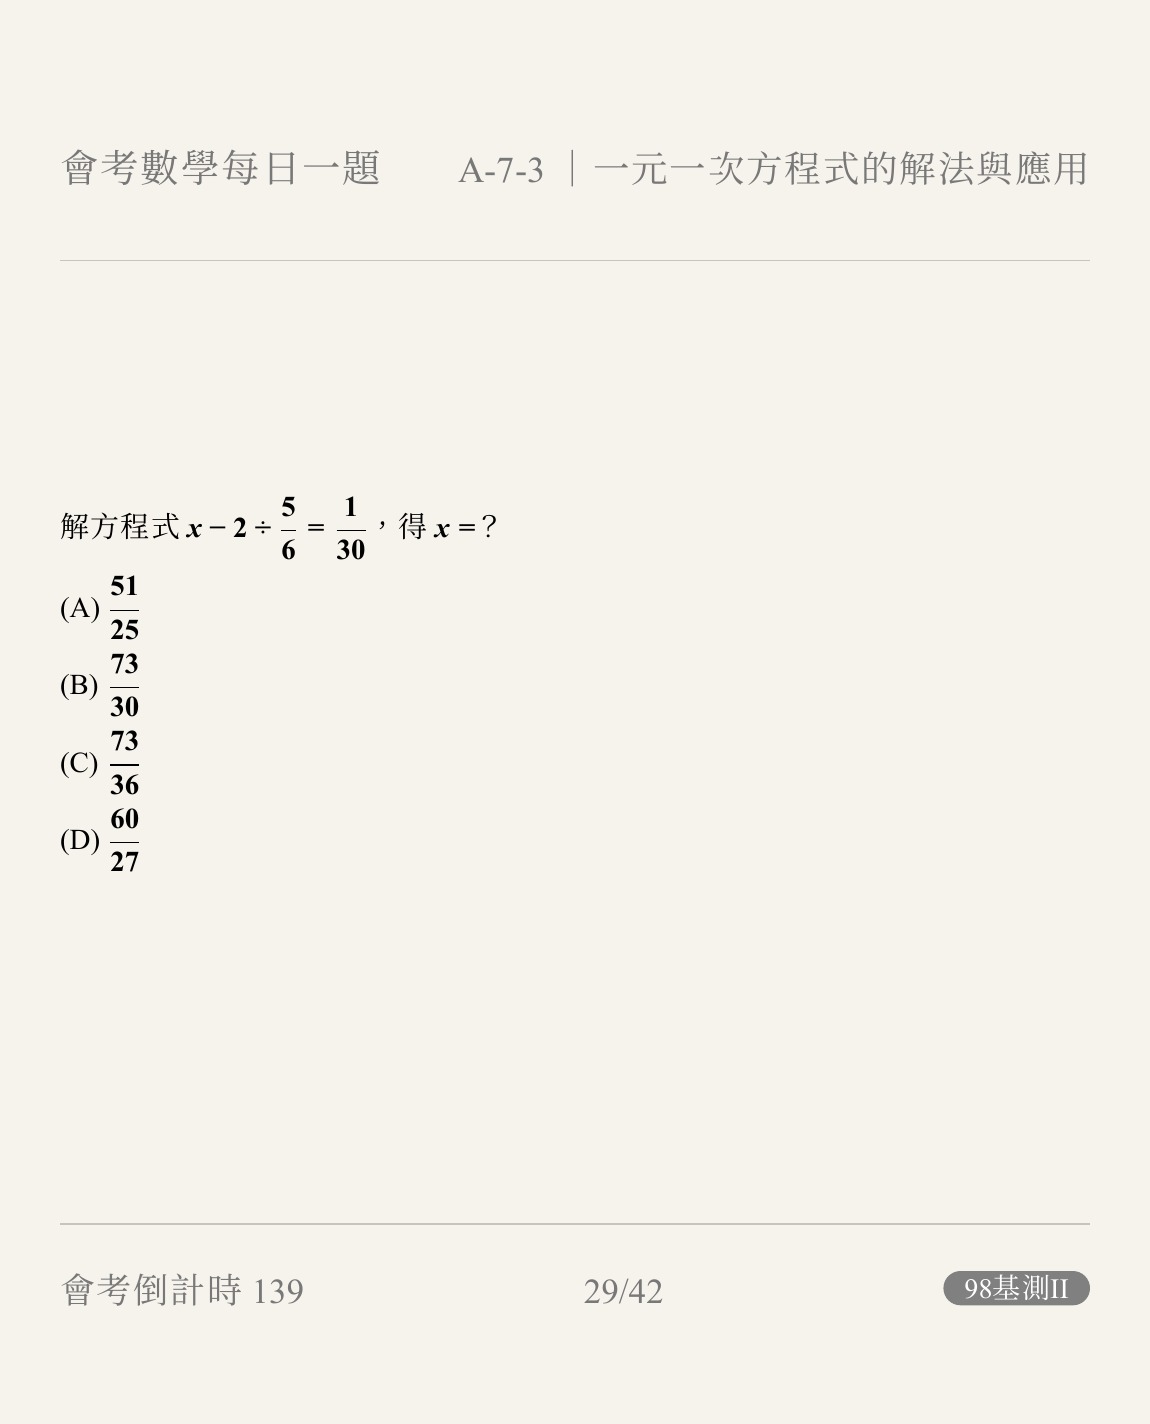 會考數學每日一題 A-7-3｜一元一次方程式的解法與應用
解方程式 x − 2 ÷ 5/6 = 1/30，得 x =？
(A) 51/25
(B) 73/30
(C) 73/36
(D) 60/27
會考倒計時 139 29/42 98基測II